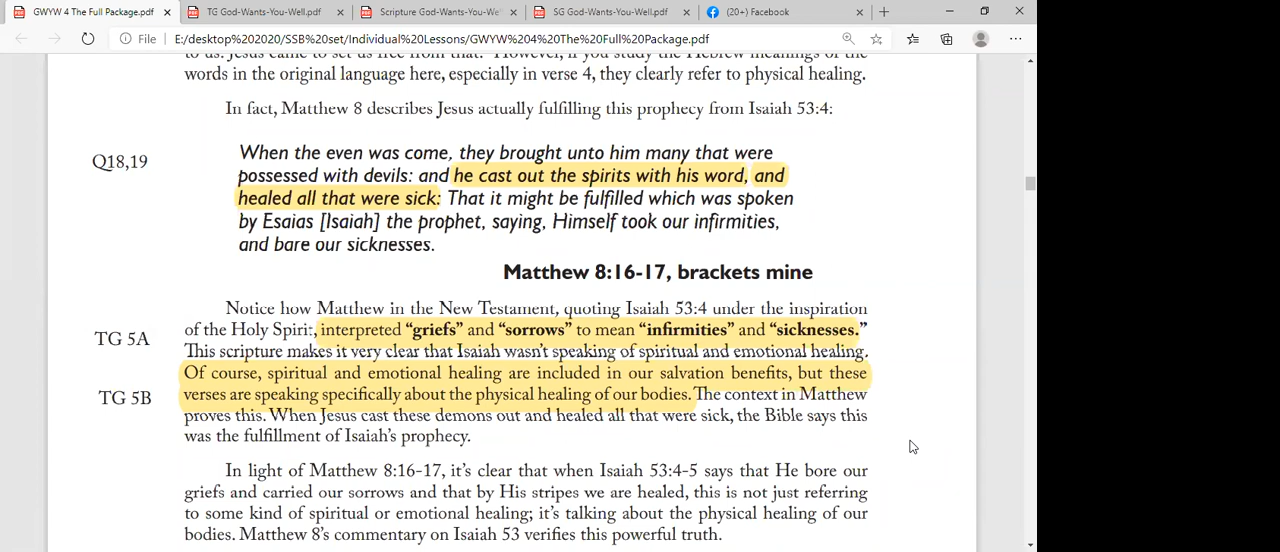 GWYW 4 The Full Package.pdf
TG God-Wants-You-Well.pdf
Scripture God-Wants-You-We
SG God-Wants-You-Well.pdf
(20+) Facebook
File
E:/desktop%202020/SSB%20set/Individual%20Lessons/GWYW%204%20The%20Full%20Package.pdf
words in the original language here, especially in verse 4, they clearly refer to physical healing.
In fact, Matthew 8 describes Jesus actually fulfilling this prophecy from Isaiah 53:4:
Q18,19
When the even was come, they brought unto him many that were
possessed with devils: and he cast out the spirits with his word, and
healed all that were sick: That it might be fulfilled which was spoken
by Esaias [Isaiah] the prophet, saying, Himself took our infirmities,
and bare our sicknesses.
Matthew 8:16-17, brackets mine
Notice how Matthew in the New Testament, quoting Isaiah 53:4 under the inspiration
TG 5A
of the Holy Spirit, interpreted “griefs” and “sorrows” to mean “infirmities” and “sicknesses.”
This scripture makes it very clear that Isaiah wasn’t speaking of spiritual and emotional healing.
Of course, spiritual and emotional healing are included in our salvation benefits, but these
TG 5B
verses are speaking specifically about the physical healing of our bodies. The context in Matthew
proves this. When Jesus cast these demons out and healed all that were sick, the Bible says this
was the fulfillment of Isaiah’s prophecy.
In light of Matthew 8:16-17, it’s clear that when Isaiah 53:4-5 says that He bore our
griefs and carried our sorrows and that by His stripes we are healed, this is not just referring
to some kind of spiritual or emotional healing; it’s talking about the physical healing of our
bodies. Matthew 8’s commentary on Isaiah 53 verifies this powerful truth.